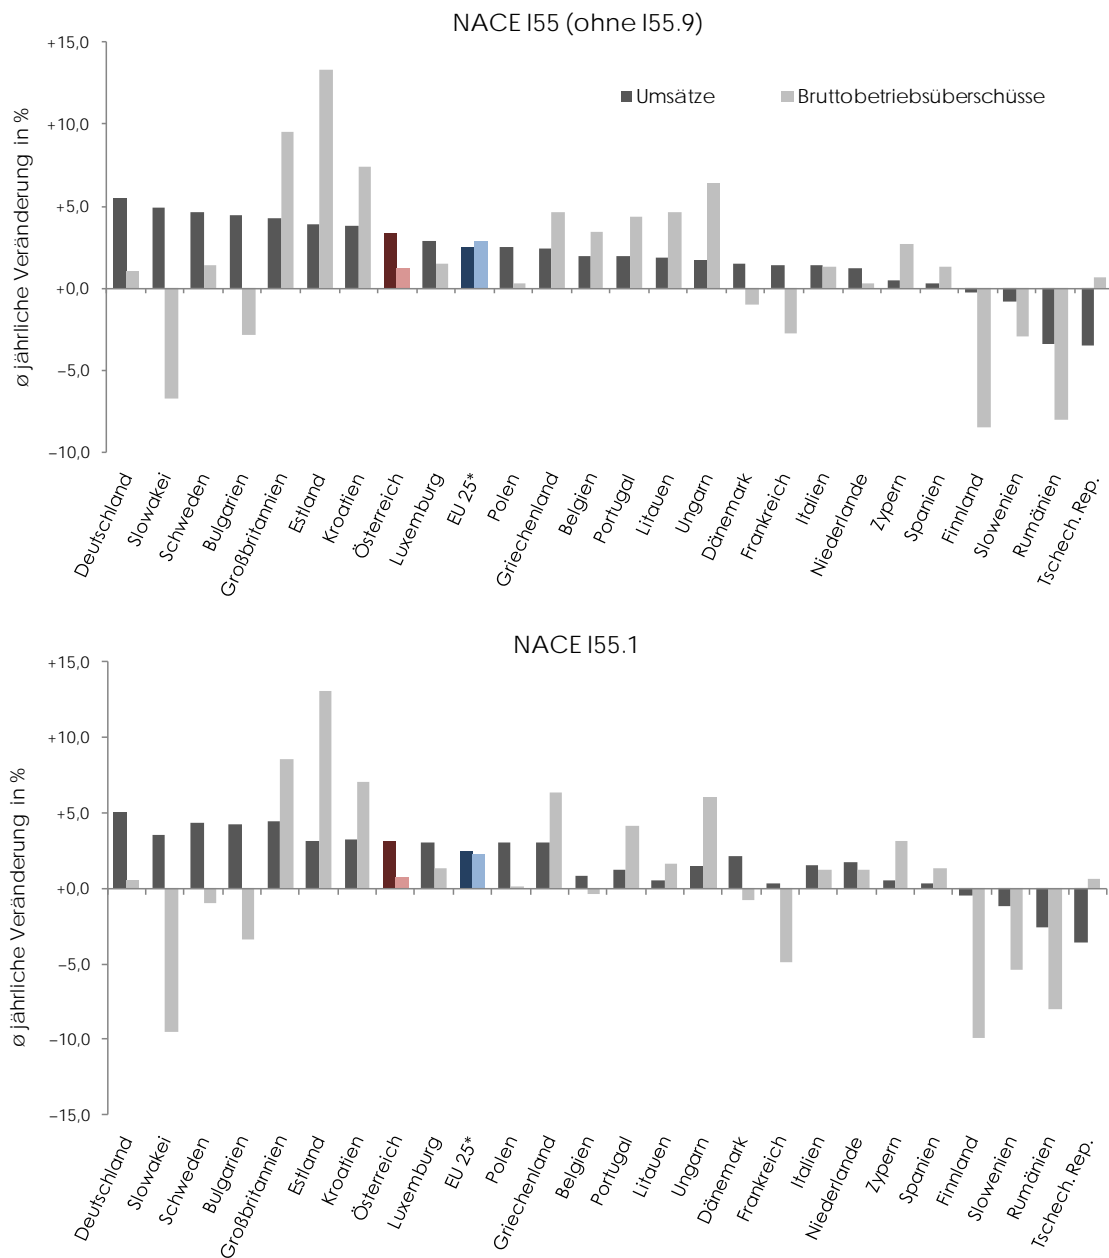 NACE I55 (ohne I55.9)
+15,0
+10,0
+5,0
+0,0
−5,0
−10,0
ø jährliche Veränderung in %
Umsätze
Bruttobetriebsüberschüsse
Deutschland
Slowakei
Schweden
Bulgarien
Großbritannien
Estland
Kroatien
Österreich
Luxemburg
EU 25*
Polen
Griechenland
Belgien
Portugal
Litauen
Ungarn
Dänemark
Frankreich
Italien
Niederlande
Zypern
Spanien
Finnland
Slowenien
Rumänien
Tschech. Rep.
NACE I55.1
+15,0
+10,0
+5,0
+0,0
−5,0
−10,0
−15,0
ø jährliche Veränderung in %
Deutschland
Slowakei
Schweden
Bulgarien
Großbritannien
Estland
Kroatien
Österreich
Luxemburg
EU 25*
Polen
Griechenland
Belgien
Portugal
Litauen
Ungarn
Dänemark
Frankreich
Italien
Niederlande
Zypern
Spanien
Finnland
Slowenien
Rumänien
Tschech. Rep.